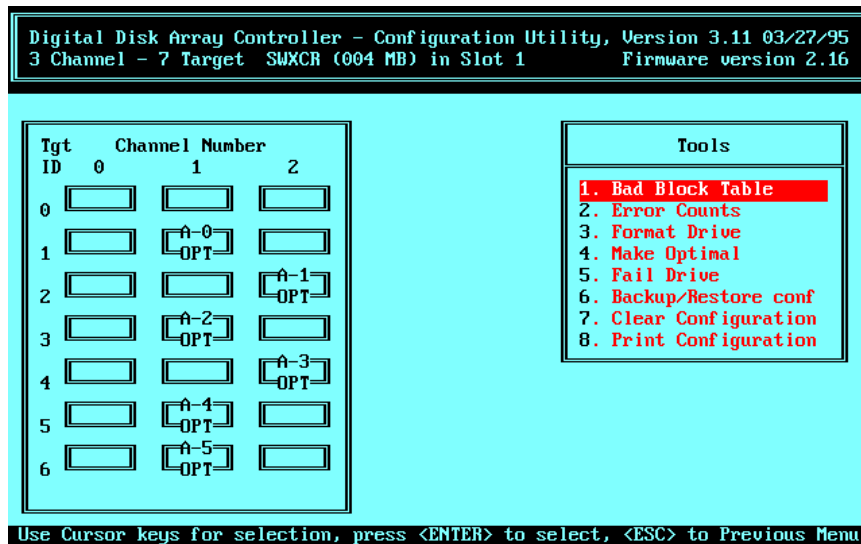 Digital Disk Array Controller - Configuration Utility, Version 3.11 03/27/95
3 Channel - 7 Target SWXCR (004 MB) in Slot 1 Firmware version 2.16
Tgt Channel Number
ID 0 1 2
0
A-0
1 OPT
A-1
2 OPT
A-2
3 OPT
A-3
4 OPT
A-4
5 OPT
A-5
6 OPT
Tools
1. Bad Block Table
2. Error Counts
3. Format Drive
4. Make Optimal
5. Fail Drive
6. Backup/Restore conf
7. Clear Configuration
8. Print Configuration
Use Cursor keys for selection, press <ENTER> to select, <ESC> to Previous Menu